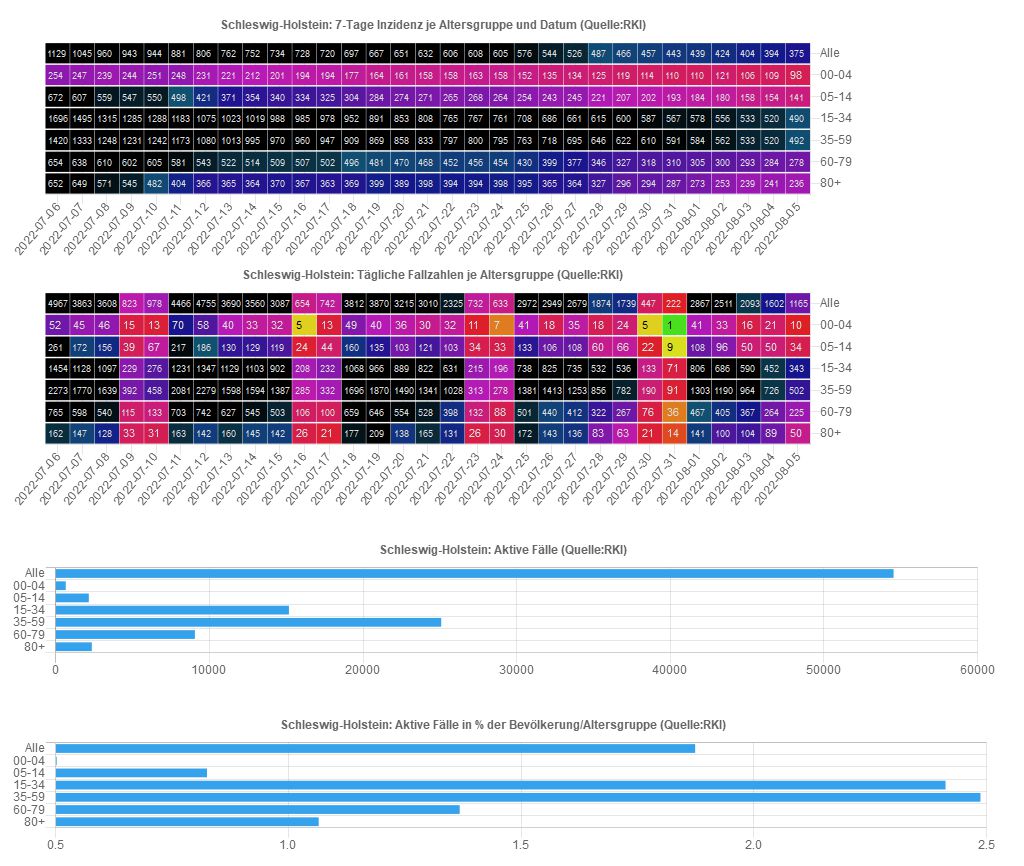 Schleswig-Holstein: 7-Tage Inzidenz je Altersgruppe und Datum (Quelle:RKI)
1129 1045 960 943 944 881 806 762 752 734 728 720 697 667 651 632 606 608 605 576 544 526 487 466 457 443 439 424 404 394 375 Alle
254 247 239 244 251 248 231 221 212 201 194 194 177 164 161 158 158 163 158 152 135 134 125 119 114 110 110 121 106 109 98 00-04
672 607 559 547 550 498 421 371 354 340 334 325 304 284 274 271 265 268 264 254 243 245 221 207 202 193 184 180 158 154 141 05-14
1696 1495 1315 1285 1288 1183 1075 1023 1019 988 985 978 952 891 853 808 765 767 761 708 686 661 615 600 587 567 578 556 533 520 490 15-34
1420 1333 1248 1231 1242 1173 1080 1013 995 970 960 947 909 869 858 833 797 800 795 763 718 695 646 622 610 591 584 562 533 520 492 35-59
654 638 610 602 605 581 543 522 514 509 507 502 496 481 470 468 452 456 454 430 399 377 346 327 318 310 305 300 293 284 278 60-79
652 649 571 545 482 404 366 365 364 370 367 363 369 399 389 398 394 394 398 395 365 364 327 296 294 287 273 253 239 241 236 80+
2022-07-06 2022-07-07 2022-07-08 2022-07-09 2022-07-10 2022-07-11 2022-07-12 2022-07-13 2022-07-14 2022-07-15 2022-07-16 2022-07-17 2022-07-18 2022-07-19 2022-07-20 2022-07-21 2022-07-22 2022-07-23 2022-07-24 2022-07-25 2022-07-26 2022-07-27 2022-07-28 2022-07-29 2022-07-30 2022-07-31 2022-08-01 2022-08-02 2022-08-03 2022-08-04 2022-08-05
Schleswig-Holstein: Tägliche Fallzahlen je Altersgruppe (Quelle:RKI)
4967 3863 3608 823 978 4466 4755 3690 3560 3087 654 742 3812 3870 3215 3010 2325 732 633 2972 2949 2679 1874 1739 447 222 2867 2511 2093 1602 1165 Alle
52 45 46 15 13 70 58 40 33 32 5 13 49 40 36 30 32 11 7 41 18 35 18 24 5 1 41 33 16 21 10 00-04
261 172 156 39 67 217 186 130 129 119 24 44 160 135 103 121 103 34 33 133 106 108 60 66 22 9 108 96 50 50 34 05-14
1454 1128 1097 229 276 1231 1347 1129 1103 902 208 232 1068 966 889 822 631 215 196 738 825 735 532 536 133 71 806 686 590 452 343 15-34
2273 1770 1639 392 458 2081 2279 1598 1594 1387 285 332 1696 1870 1490 1341 1028 313 278 1381 1413 1253 856 782 190 91 1303 1190 964 726 502 35-59
765 598 540 115 133 703 742 627 545 503 106 100 659 646 554 528 398 132 88 501 440 412 322 267 76 36 467 405 367 264 225 60-79
162 147 128 33 31 163 142 160 145 142 26 21 177 209 138 165 131 26 30 172 143 136 83 63 21 14 141 100 104 89 50 80+
2022-07-06 2022-07-07 2022-07-08 2022-07-09 2022-07-10 2022-07-11 2022-07-12 2022-07-13 2022-07-14 2022-07-15 2022-07-16 2022-07-17 2022-07-18 2022-07-19 2022-07-20 2022-07-21 2022-07-22 2022-07-23 2022-07-24 2022-07-25 2022-07-26 2022-07-27 2022-07-28 2022-07-29 2022-07-30 2022-07-31 2022-08-01 2022-08-02 2022-08-03 2022-08-04 2022-08-05
Schleswig-Holstein: Aktive Fälle (Quelle:RKI)
Alle
00-04
05-14
15-34
35-59
60-79
80+
0 10000 20000 30000 40000 50000 60000
Schleswig-Holstein: Aktive Fälle in % der Bevölkerung/Altersgruppe (Quelle:RKI)
Alle
00-04
05-14
15-34
35-59
60-79
80+
0.5 1.0 1.5 2.0 2.5